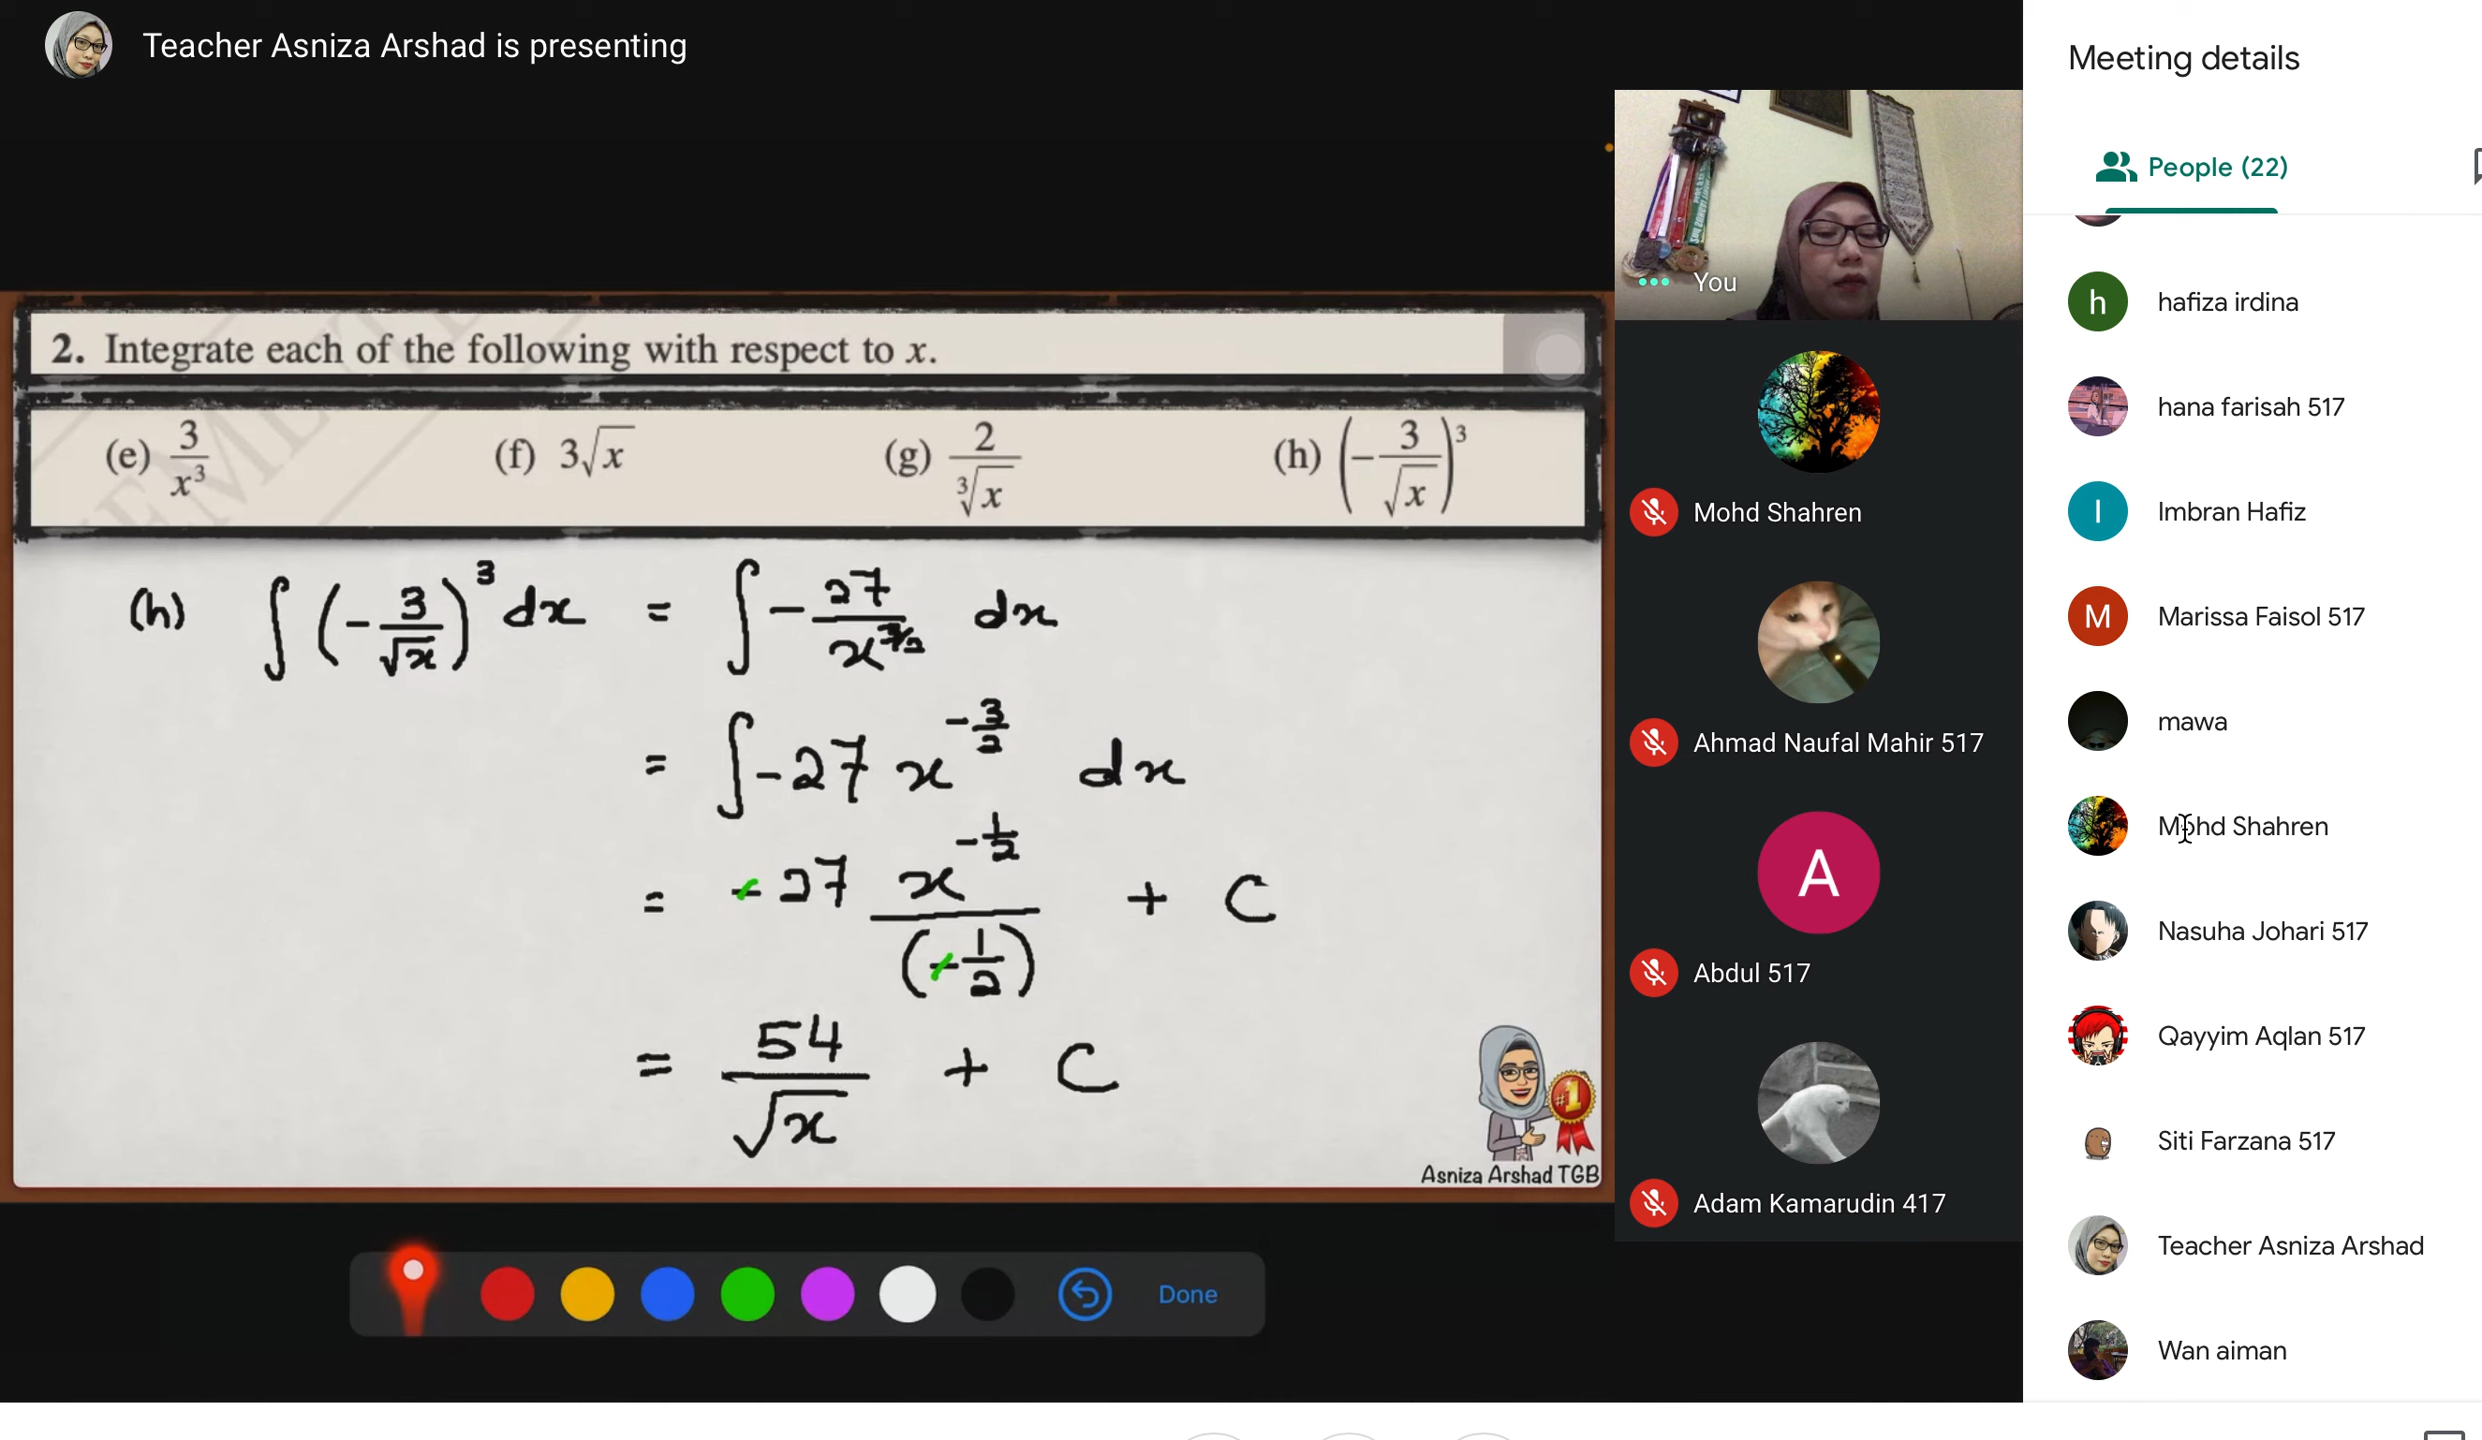 Teacher Asniza Arshad is presenting
Meeting details
People (22)
2. Integrate each of the following with respect to x.
(e) 3/x³ (f) 3√x (g) 2/∛x (h) (-3/√x)³
(h) ∫(-3/√x)³ dx = ∫ -27/x^(3/2) dx
= ∫ -27 x^(-3/2) dx
= -27 x^(-1/2)/(-1/2) + C
= 54/√x + C
#1
Asniza Arshad TGB
Done
You
Mohd Shahren
Ahmad Naufal Mahir 517
A
Abdul 517
Adam Kamarudin 417
h hafiza irdina
hana farisah 517
I Imbran Hafiz
M Marissa Faisol 517
mawa
Mohd Shahren
Nasuha Johari 517
Qayyim Aqlan 517
Siti Farzana 517
Teacher Asniza Arshad
Wan aiman